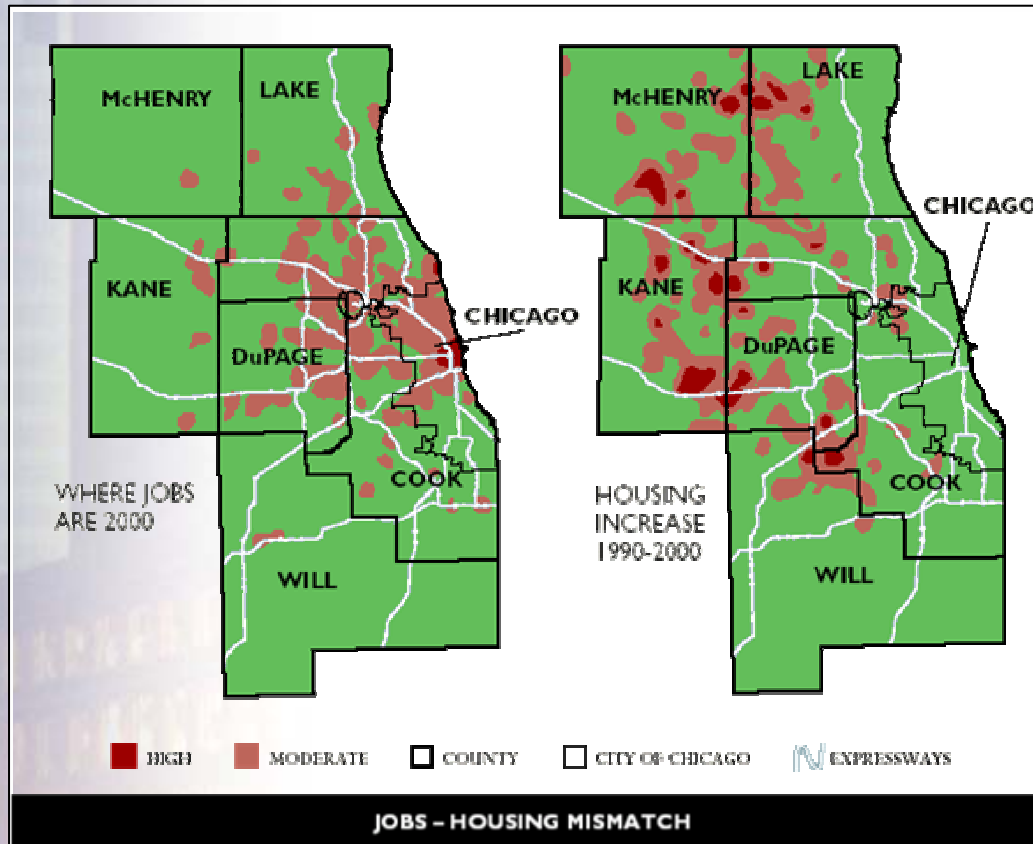 McHENRY
LAKE
KANE
DuPAGE
CHICAGO
COOK
WILL
WHERE JOBS
ARE 2000
LAKE
McHENRY
CHICAGO
KANE
DuPAGE
COOK
WILL
HOUSING
INCREASE
1990-2000
HIGH
MODERATE
COUNTY
CITY OF CHICAGO
EXPRESSWAYS
JOBS – HOUSING MISMATCH